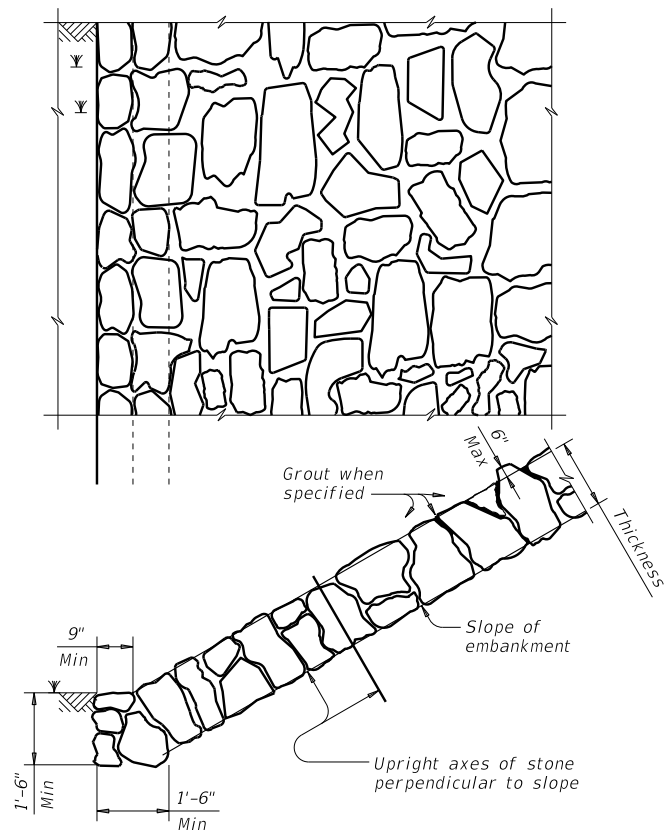 6"
Max
Grout when
specified
Thickness
9"
Min
Slope of
embankment
1'-6"
Min
Upright axes of stone
perpendicular to slope
1'-6"
Min